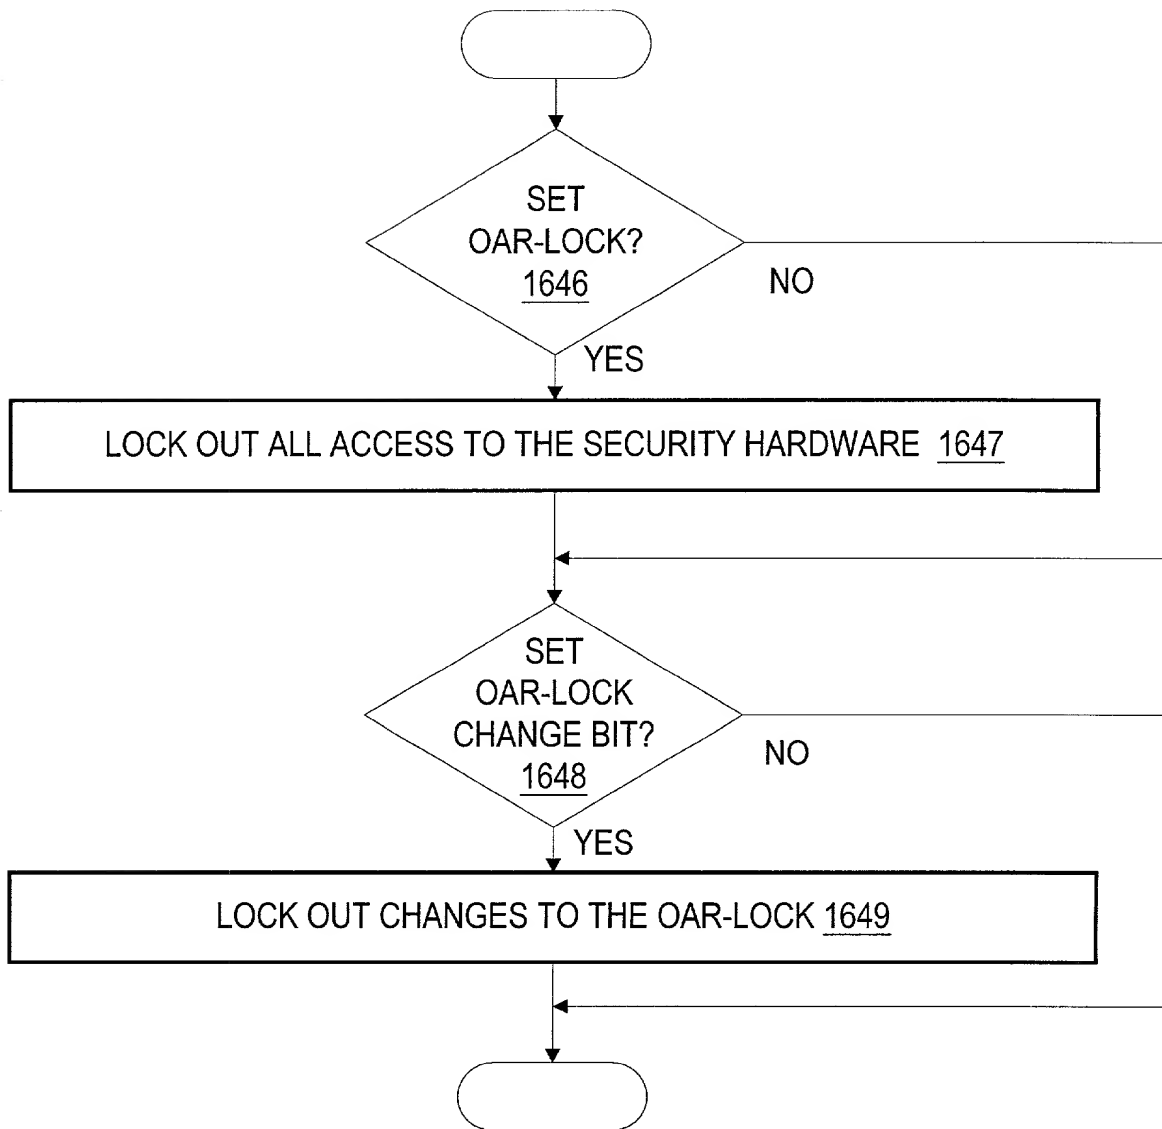 SET
OAR-LOCK?
1646
NO
YES
LOCK OUT ALL ACCESS TO THE SECURITY HARDWARE 1647
SET
OAR-LOCK
CHANGE BIT?
1648
NO
YES
LOCK OUT CHANGES TO THE OAR-LOCK 1649